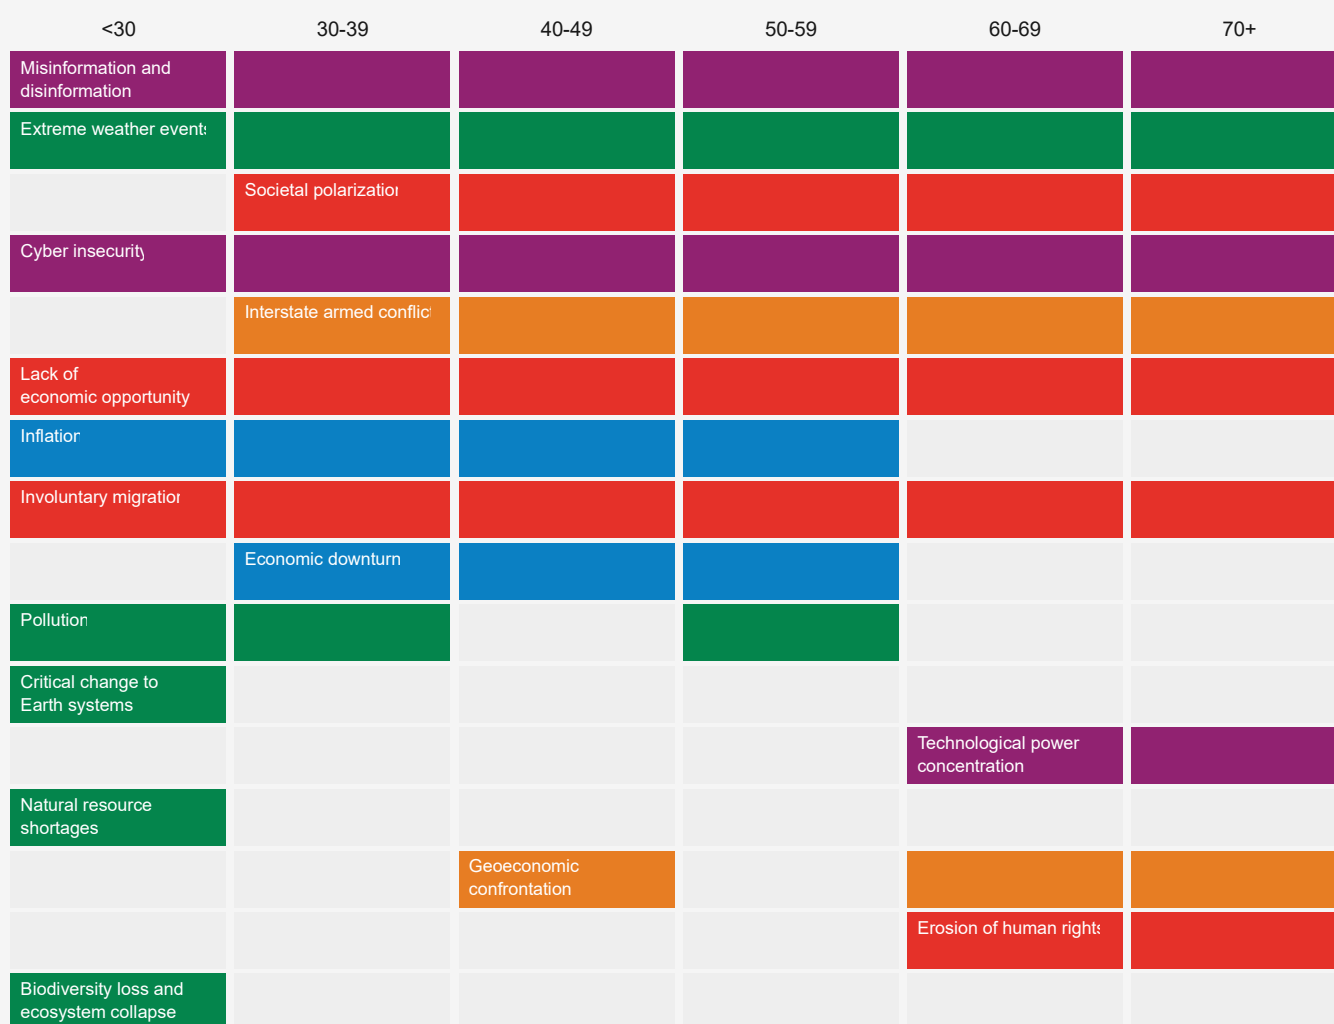 <30 30-39 40-49 50-59 60-69 70+
Misinformation and
disinformation
Extreme weather events
Societal polarization
Cyber insecurity
Interstate armed conflict
Lack of
economic opportunity
Inflation
Involuntary migration
Economic downturn
Pollution
Critical change to
Earth systems
Technological power
concentration
Natural resource
shortages
Geoeconomic
confrontation
Erosion of human rights
Biodiversity loss and
ecosystem collapse